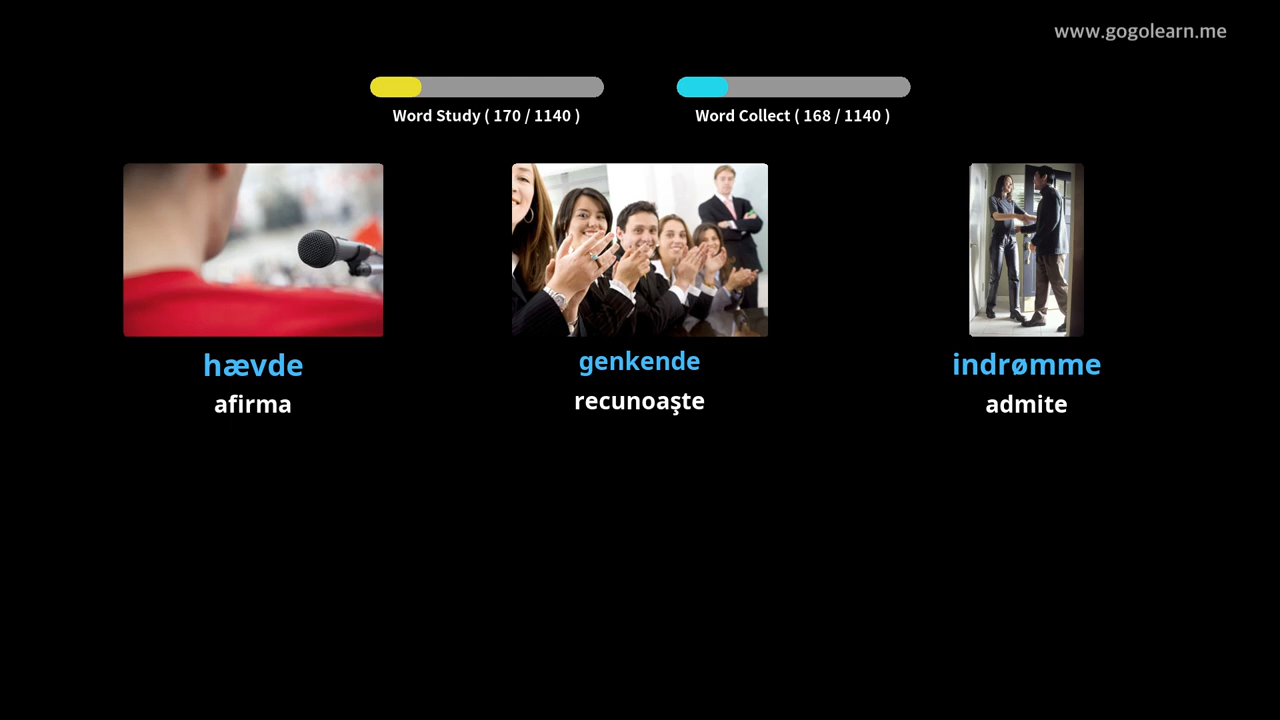 www.gogolearn.me
Word Study ( 170 / 1140 )
Word Collect ( 168 / 1140 )
hævde
genkende
indrømme
afirma
recunoaşte
admite